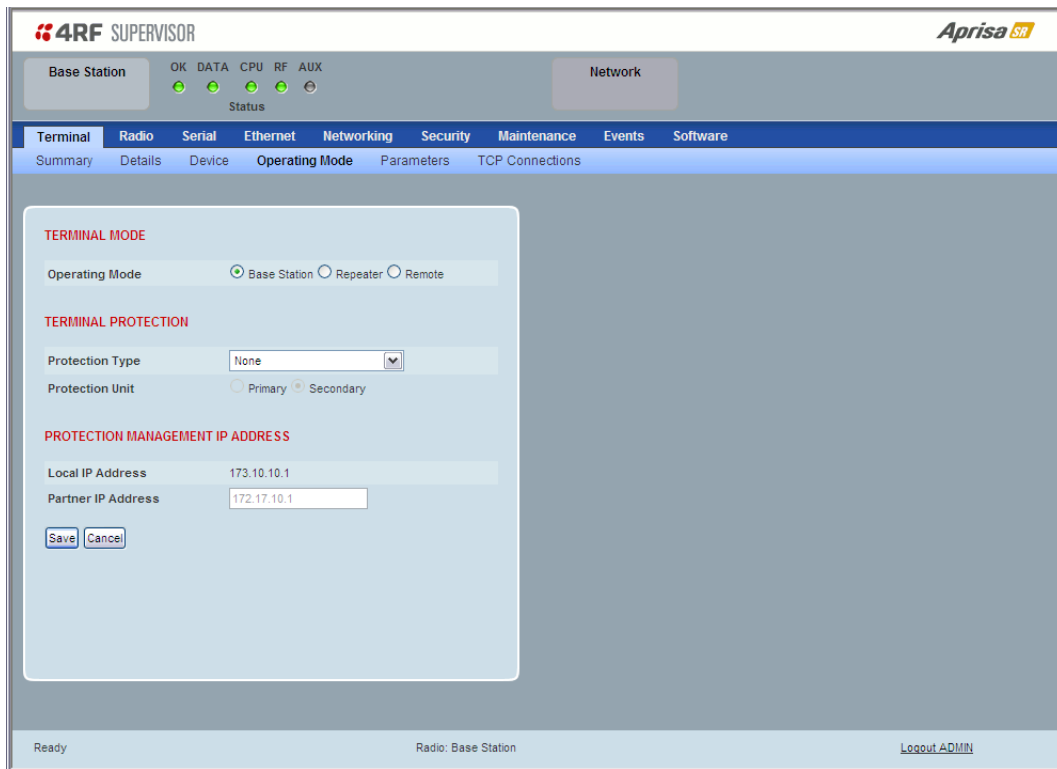 4RF SUPERVISOR
Aprisa SR
Base Station
OK DATA CPU RF AUX
Status
Network
Terminal Radio Serial Ethernet Networking Security Maintenance Events Software
Summary Details Device Operating Mode Parameters TCP Connections
TERMINAL MODE
Operating Mode Base Station Repeater Remote
TERMINAL PROTECTION
Protection Type None
Protection Unit Primary Secondary
PROTECTION MANAGEMENT IP ADDRESS
Local IP Address 173.10.10.1
Partner IP Address 172.17.10.1
Save Cancel
Ready Radio: Base Station Logout ADMIN